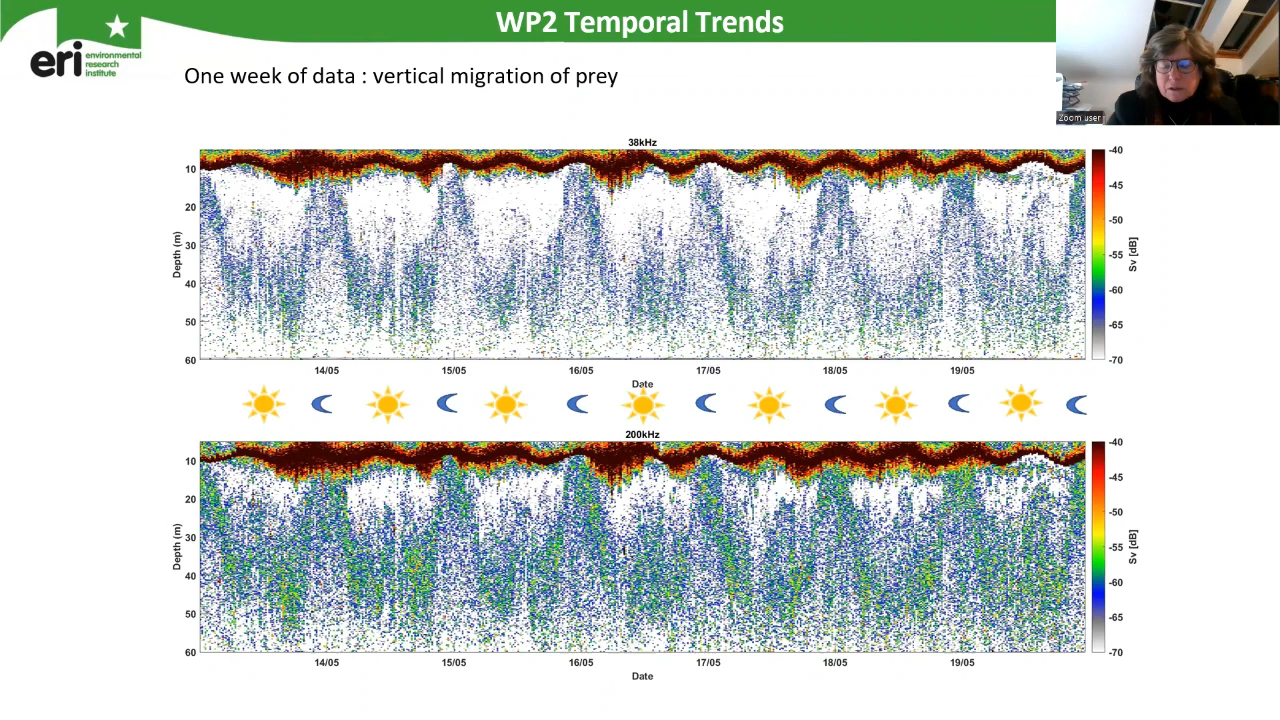 WP2 Temporal Trends
eri environmental
research
institute
One week of data : vertical migration of prey
Zoom user
38kHz
Depth (m)
10
20
30
40
50
60
14/05 15/05 16/05 17/05 18/05 19/05
Date
-40
-45
-50
-55
-60
-65
-70
Sv [dB]
200kHz
Depth (m)
10
20
30
40
50
60
14/05 15/05 16/05 17/05 18/05 19/05
Date
-40
-45
-50
-55
-60
-65
-70
Sv [dB]